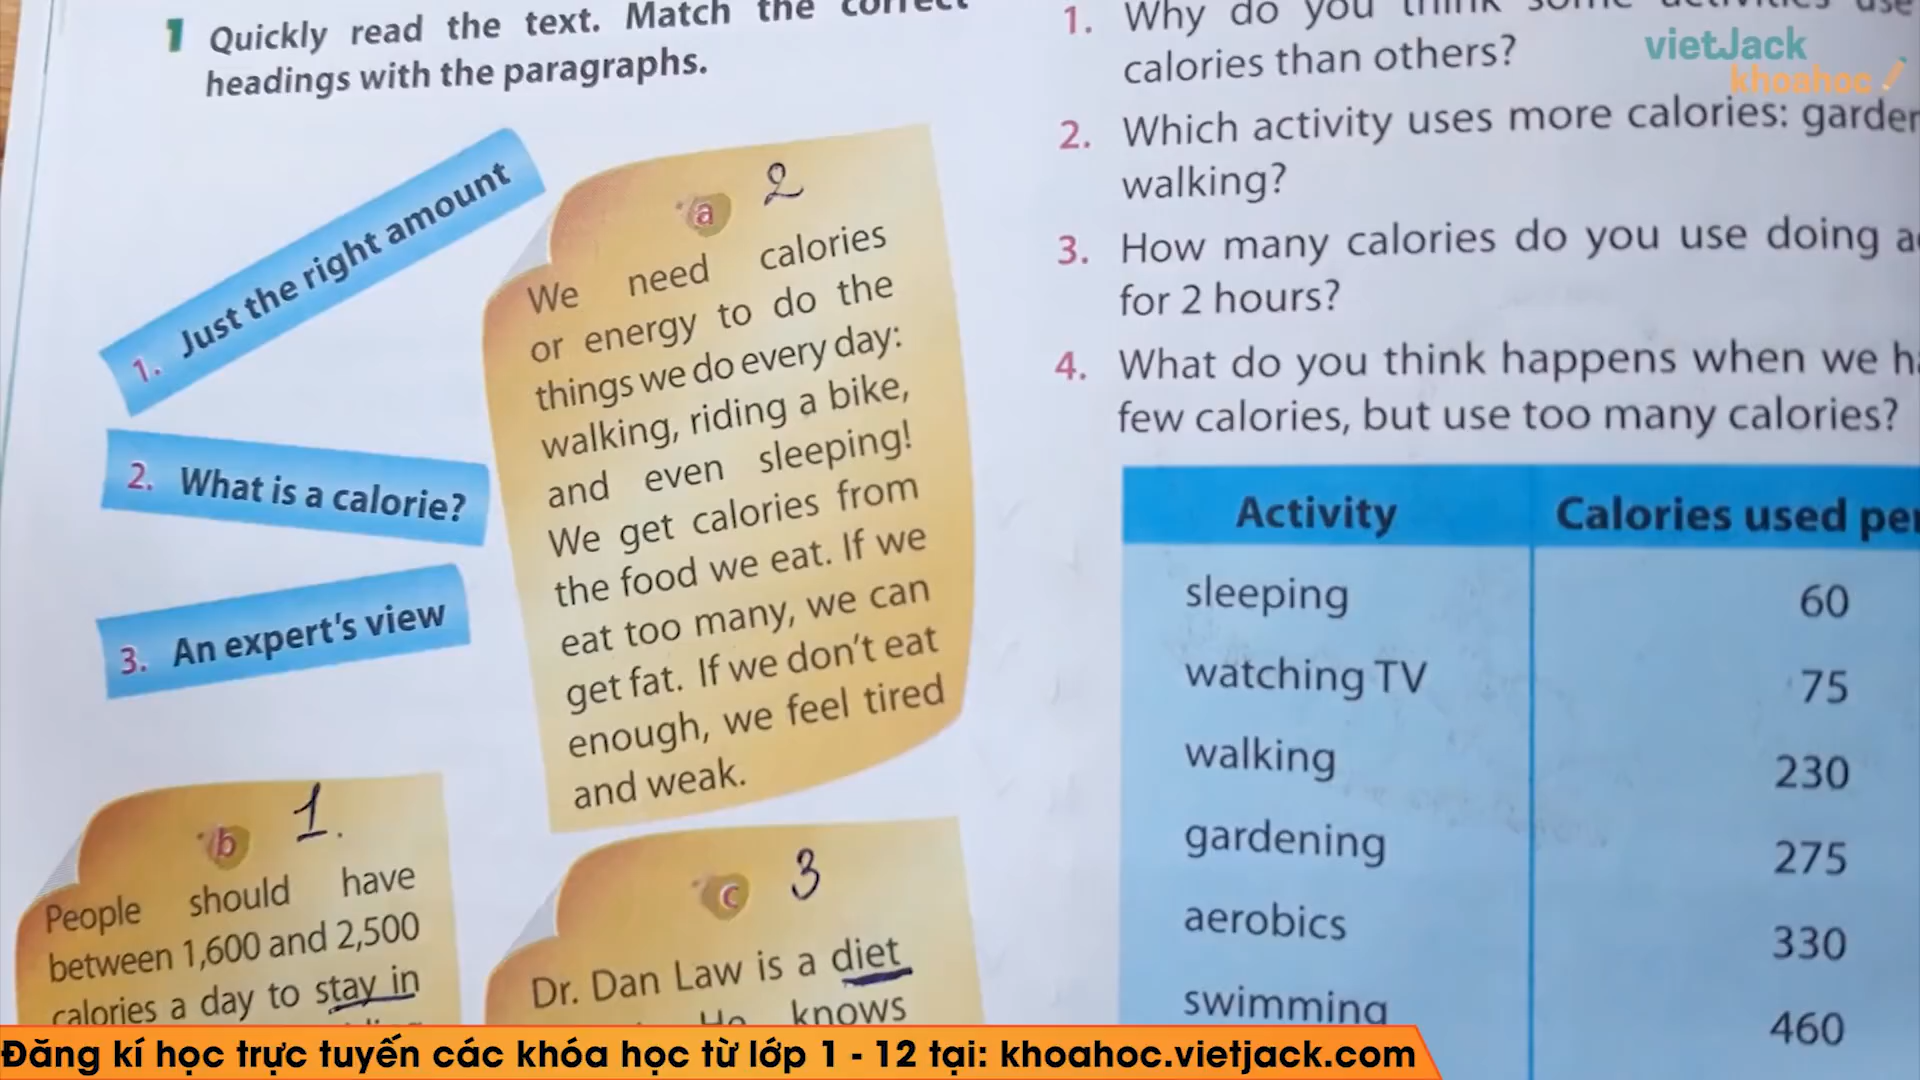 1 Quickly read the text. Match the correct
headings with the paragraphs.
1. Just the right amount
2. What is a calorie?
3. An expert's view
a 2
We need calories
or energy to do the
things we do every day:
walking, riding a bike,
and even sleeping!
We get calories from
the food we eat. If we
eat too many, we can
get fat. If we don't eat
enough, we feel tired
and weak.
b 1.
People should have
between 1,600 and 2,500
calories a day to stay in
c 3
Dr. Dan Law is a diet
He knows
1. Why do you think some activities use
calories than others?
2. Which activity uses more calories:
walking?
3. How many calories do you use doing
for 2 hours?
4. What do you think happens when we
few calories, but use too many calories?
Activity Calories used per
sleeping 60
watching TV 75
walking 230
gardening 275
aerobics 330
swimming 460
vietJack
khoahoc
Đăng kí học trực tuyến các khóa học từ lớp 1 - 12 tại: khoahoc.vietjack.com